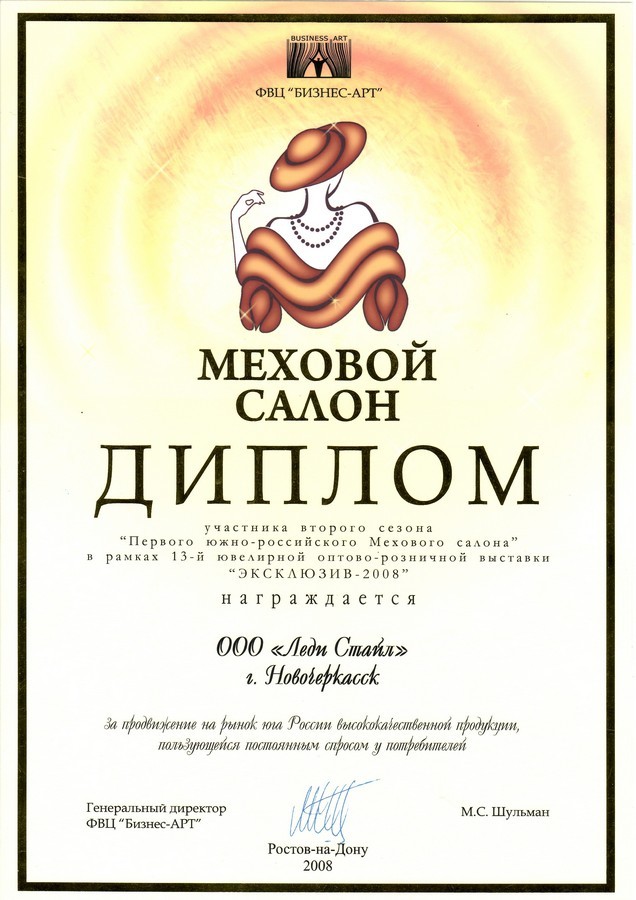 BUSINESS ART
ФВЦ "БИЗНЕС-АРТ"
МЕХОВОЙ
САЛОН
ДИПЛОМ
участника второго сезона
"Первого южно-российского Мехового салона"
в рамках 13-й ювелирной оптово-розничной выставки
"ЭКСКЛЮЗИВ-2008"
награждается
ООО «Леди Стайл»
г. Новочеркасск
За продвижение на рынок юга России высококачественной продукции,
пользующейся постоянным спросом у потребителей
Генеральный директор
ФВЦ "Бизнес-АРТ"
М.С. Шульман
Ростов-на-Дону
2008